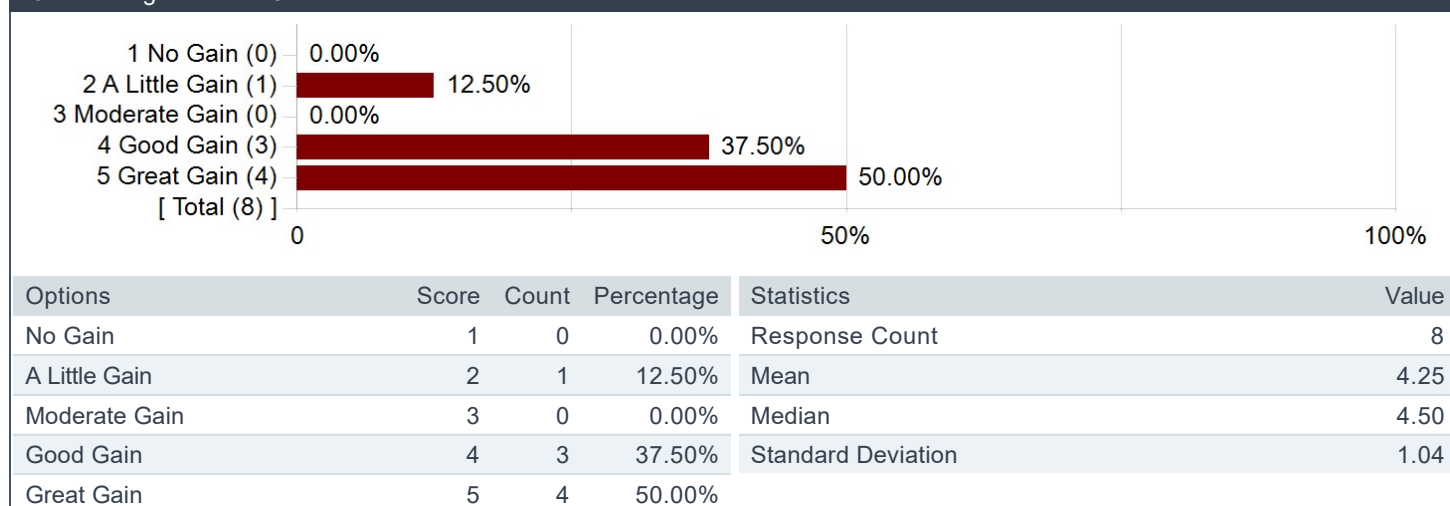 1 No Gain (0) 0.00%
2 A Little Gain (1) 12.50%
3 Moderate Gain (0) 0.00%
4 Good Gain (3) 37.50%
5 Great Gain (4) 50.00%
[ Total (8) ]
0 50% 100%
Options Score Count Percentage
No Gain 1 0 0.00%
A Little Gain 2 1 12.50%
Moderate Gain 3 0 0.00%
Good Gain 4 3 37.50%
Great Gain 5 4 50.00%
Statistics Value
Response Count 8
Mean 4.25
Median 4.50
Standard Deviation 1.04